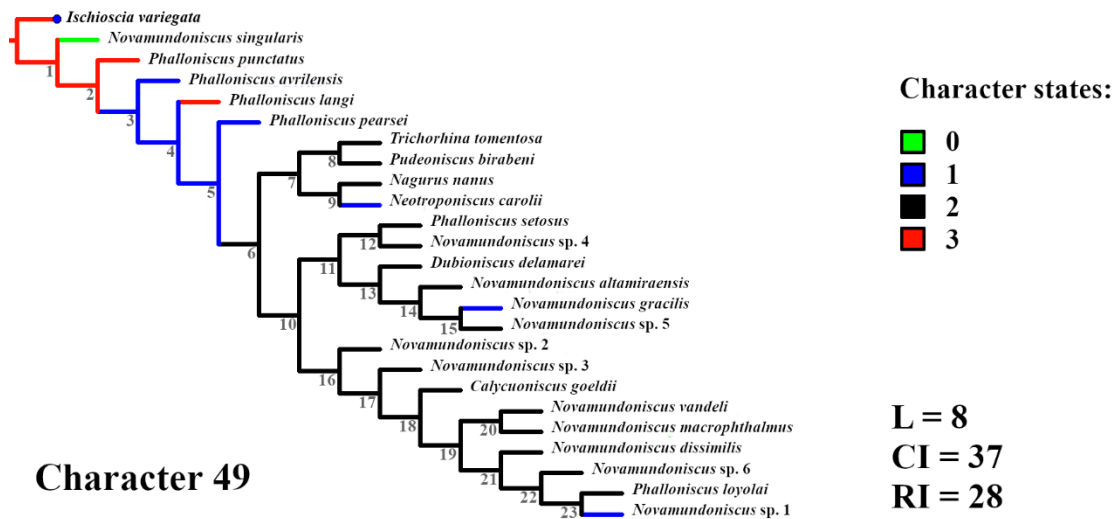 Ischioscia variegata
Novamundoniscus singularis
1
Phalloniscus punctatus
2
Phalloniscus avrilensis
3
Phalloniscus langi
4
Phalloniscus pearsei
5
Trichorhina tomentosa
8
Pudeoniscus birabeni
7
Nagurus nanus
9
Neotroponiscus carolii
Phalloniscus setosus
6
12
Novamundoniscus sp. 4
11
Dubioniscus delamarei
13
Novamundoniscus altamiraensis
14
Novamundoniscus gracilis
15
Novamundoniscus sp. 5
10
Novamundoniscus sp. 2
16
Novamundoniscus sp. 3
17
Calycuoniscus goeldii
18
Novamundoniscus vandeli
20
Novamundoniscus macrophthalmus
19
Novamundoniscus dissimilis
21
Novamundoniscus sp. 6
22
Phalloniscus loyolai
23
Novamundoniscus sp. 1
Character states:
0
1
2
3
Character 49
L = 8
CI = 37
RI = 28